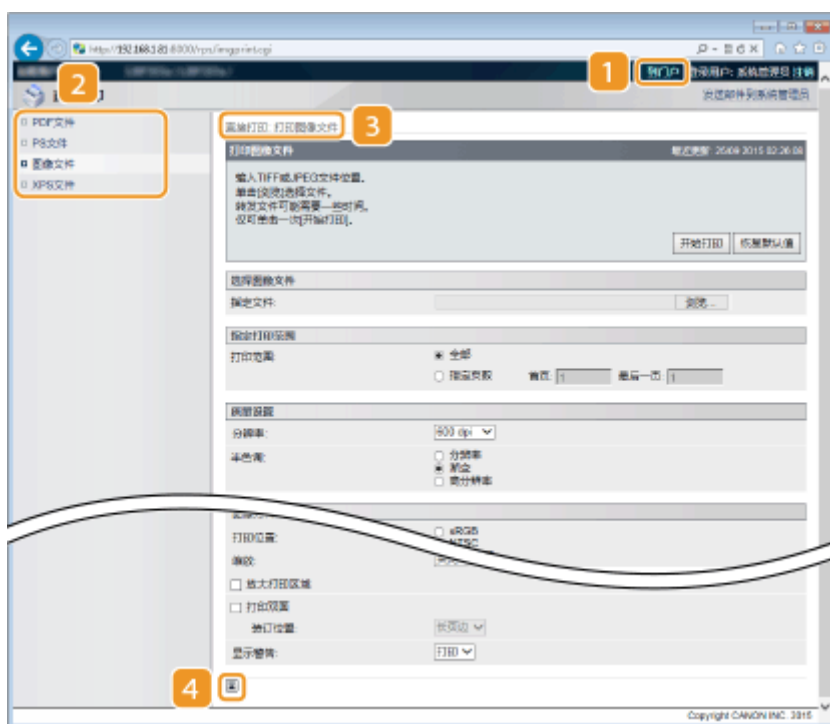 http://192.168.1.81:8000/rps/imgprint.cgi
1
到门户 登录用户: 系统管理员 注销
2
发送邮件到系统管理员
PDF文件
PS文件
图像文件
XPS文件
直接打印: 打印图像文件
3
打印图像文件
最近更新: 25/08 2015 02:26:08
输入TIFF或JPEG文件位置。
单击[浏览]选择文件。
转发文件可能需要一些时间。
仅可单击一次[开始打印]。
开始打印 恢复默认值
选择图像文件
指定文件: 浏览...
指定打印范围
打印范围: 全部
指定页数 首页: 1 最后一页: 1
质量设置
分辨率: 600 dpi
半色调: 分辨率
渐变
高分辨率
sRGB
打印位置:
缩放:
放大打印区域
打印双面
装订位置: 长页边
显示警告: 打印
4
Copyright CANON INC. 2015